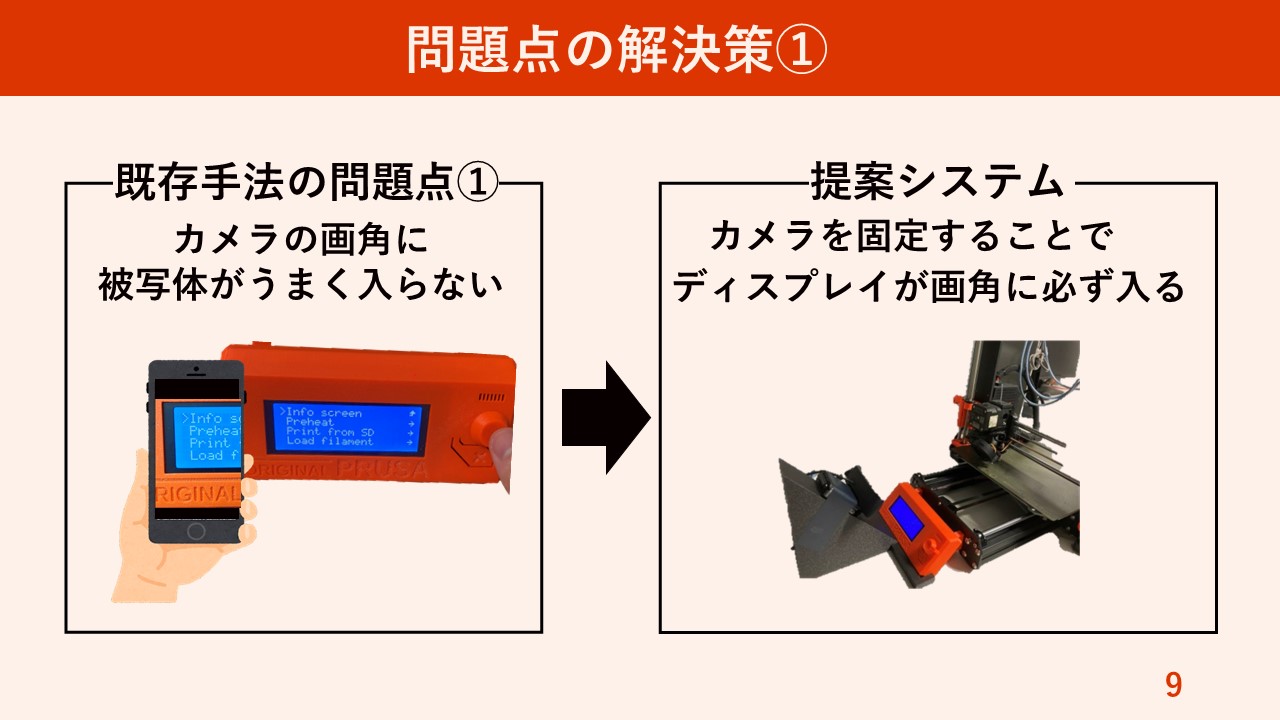 問題点の解決策①
既存手法の問題点①
カメラの画角に
被写体がうまく入らない
>Info sc
Prehea
Print
Load f
RIGINAL
>Info screen
Preheat →
Print from SD →
Load filament →
ORIGINAL PRUSA
提案システム
カメラを固定することで
ディスプレイが画角に必ず入る
9